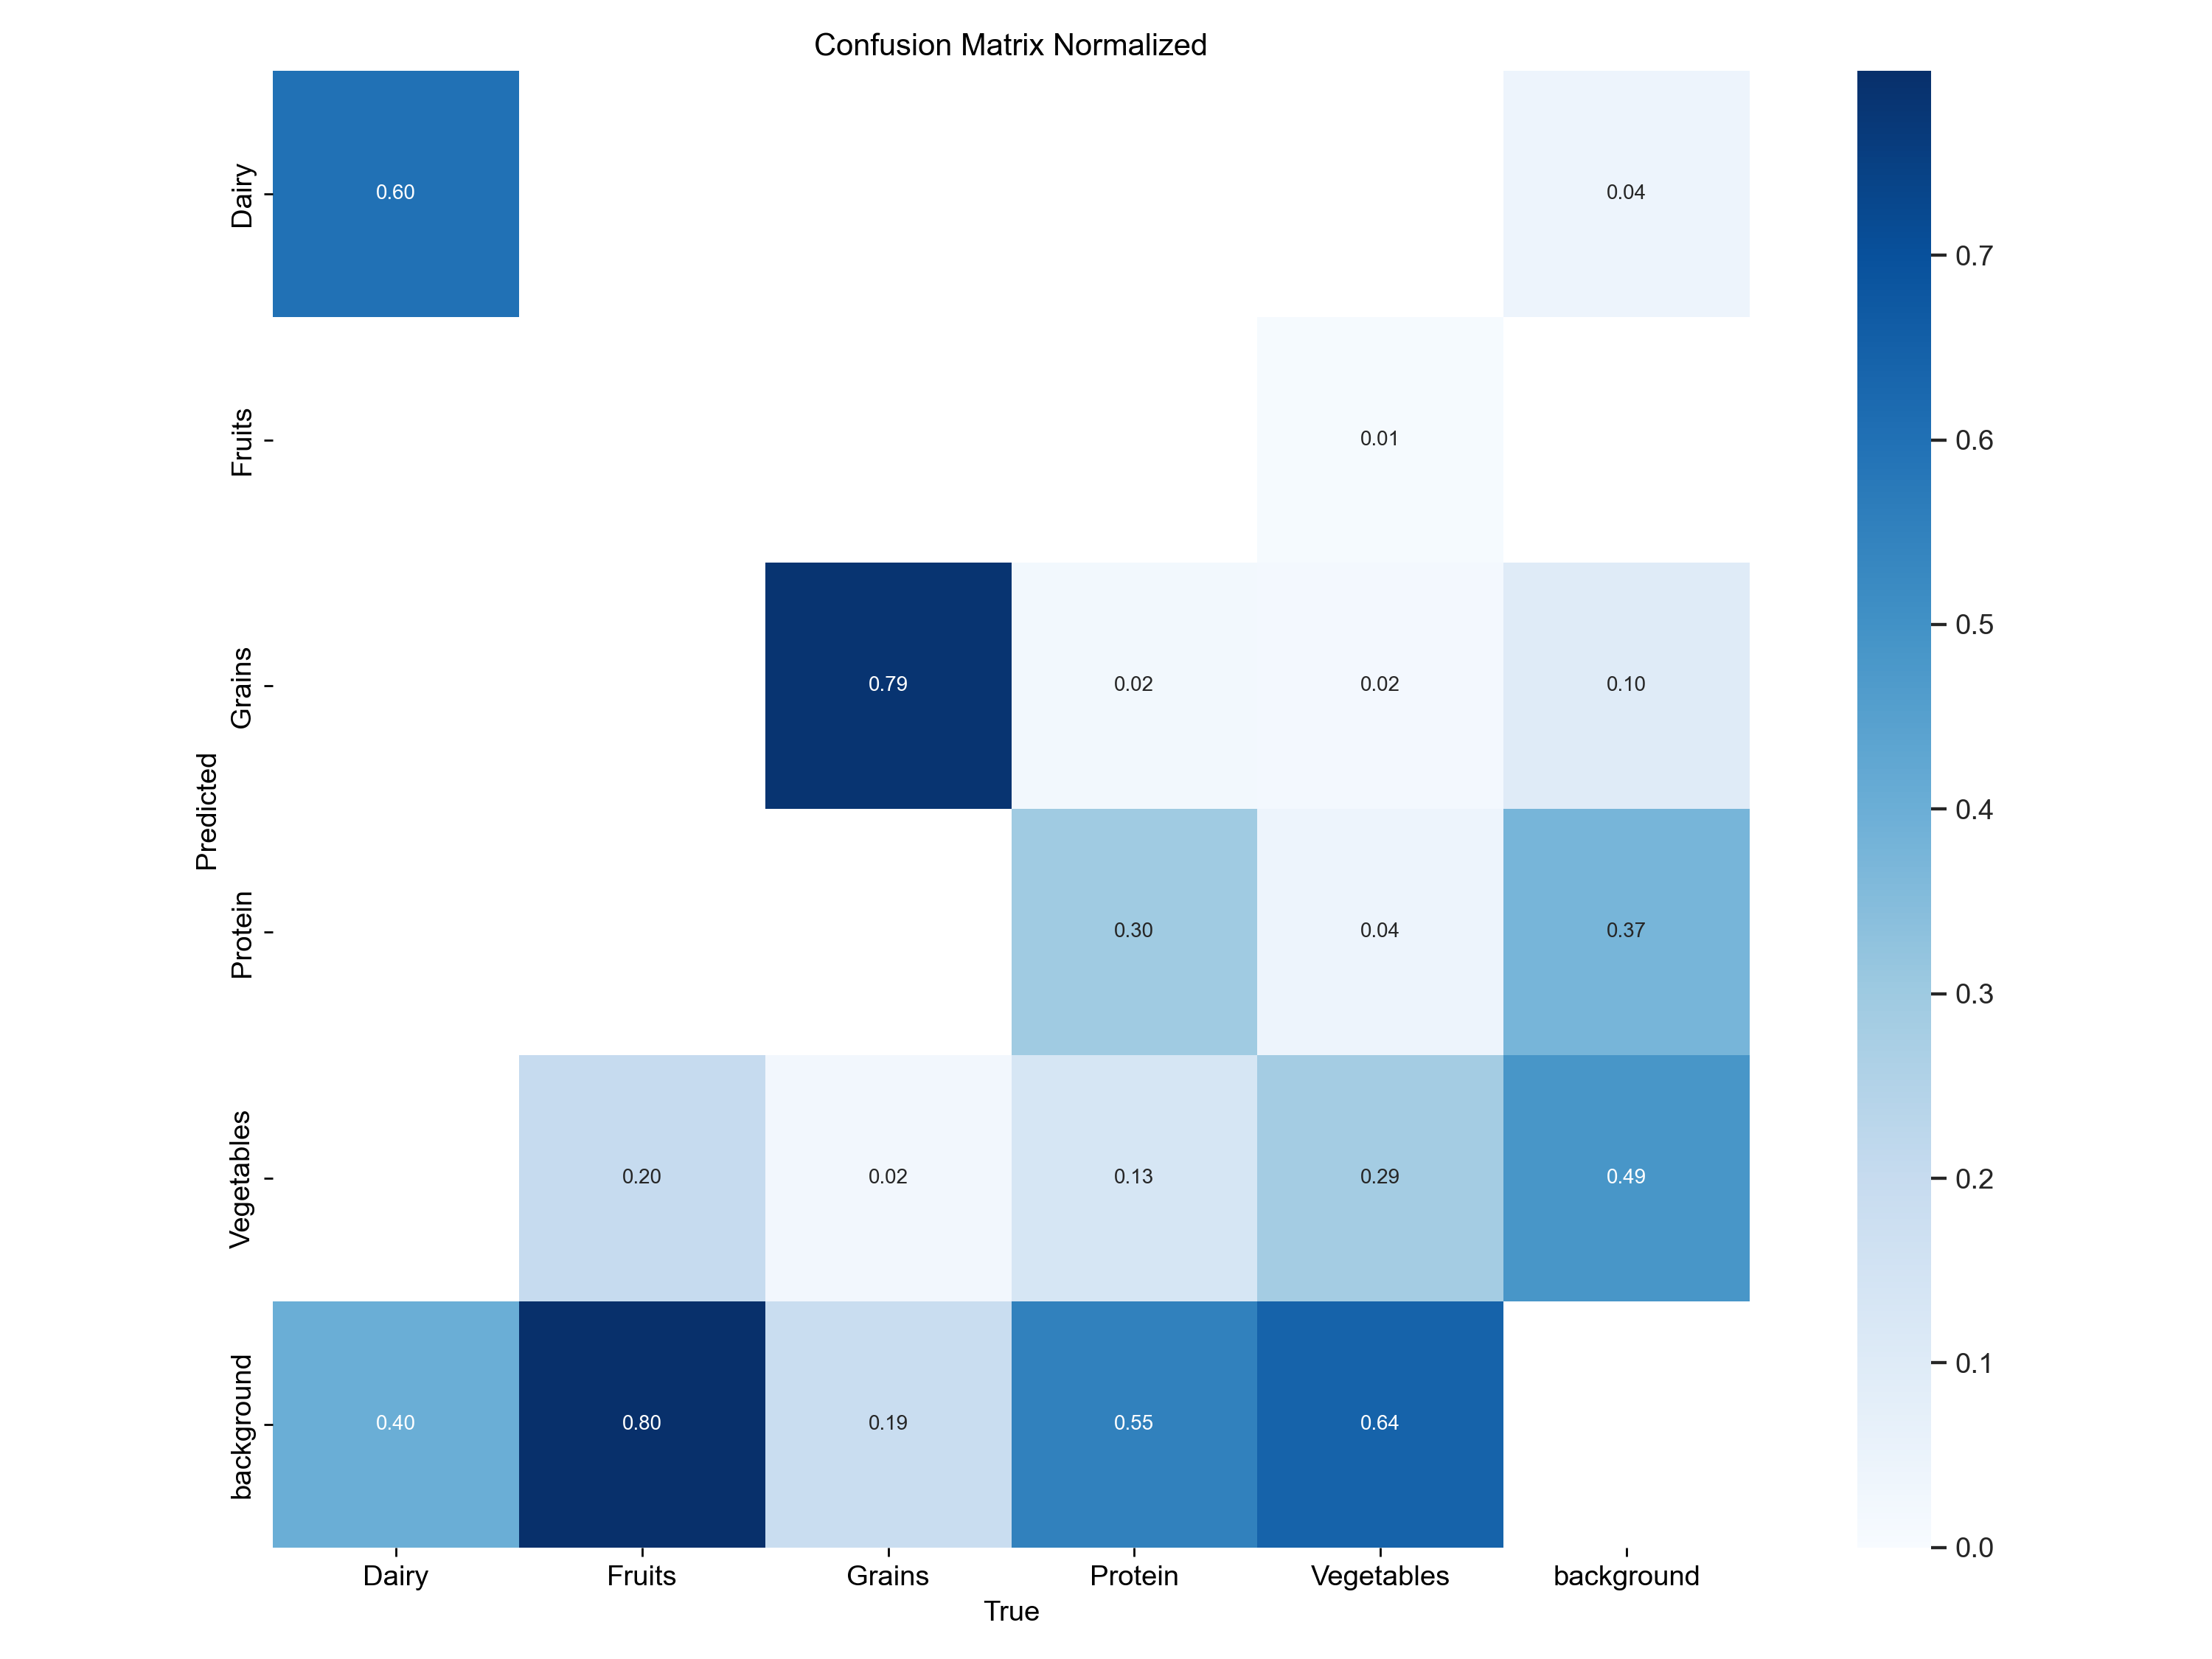 Confusion Matrix Normalized
Dairy
0.60
0.04
0.7
Fruits
0.01
0.6
Grains
0.79
0.02
0.02
0.10
0.5
Predicted
0.4
Protein
0.30
0.04
0.37
0.3
Vegetables
0.20
0.02
0.13
0.29
0.49
0.2
0.1
background
0.40
0.80
0.19
0.55
0.64
0.0
Dairy
Fruits
Grains
Protein
Vegetables
background
True